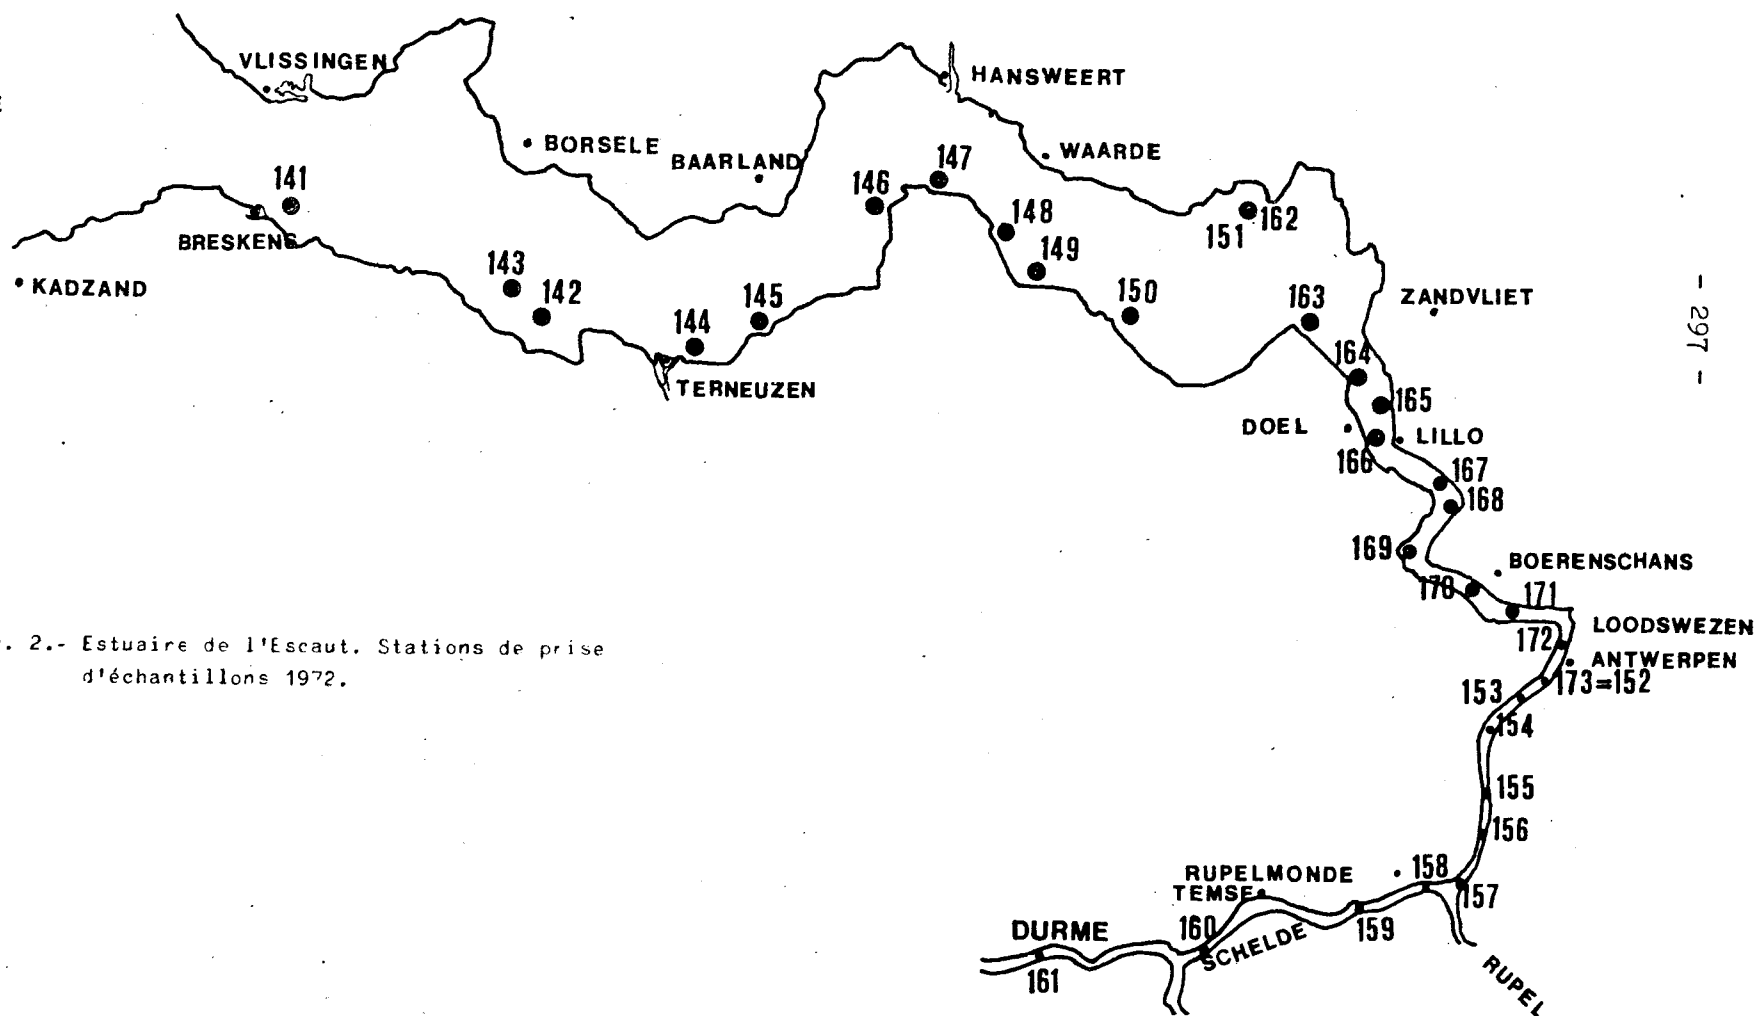 VLISSINGEN
HANSWEERT
BORSELE
BAARLAND
WAARDE
141
147
146
148
151 162
BRESKENS
143
149
KADZAND
142
145
150
163
ZANDVLIET
144
164
TERNEUZEN
165
DOEL
LILLO
166
167
168
169
BOERENSCHANS
170
171
LOODSWEZEN
172
ANTWERPEN
173=152
153
154
155
156
RUPELMONDE
158
TEMSE
157
160
159
DURME
SCHELDE
161
RUPEL
. 2.- Estuaire de l'Escaut. Stations de prise
d'échantillons 1972.
- 297 -